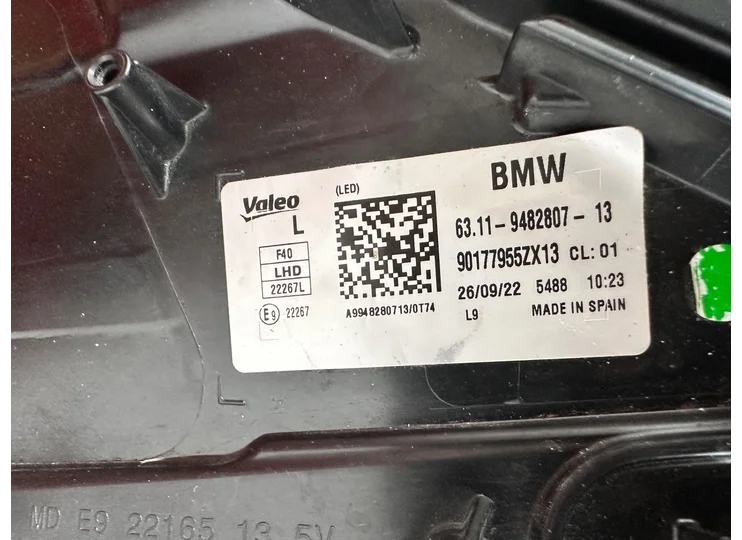 BMW
Valeo
(LED)
L
63.11-9482807-13
F40
LHD
22267L
90177955ZX13 CL:01
26/09/22 5488 10:23
E9 22267
A9948280713/0T74
L9
MADE IN SPAIN
MD E9 22165 13.5V